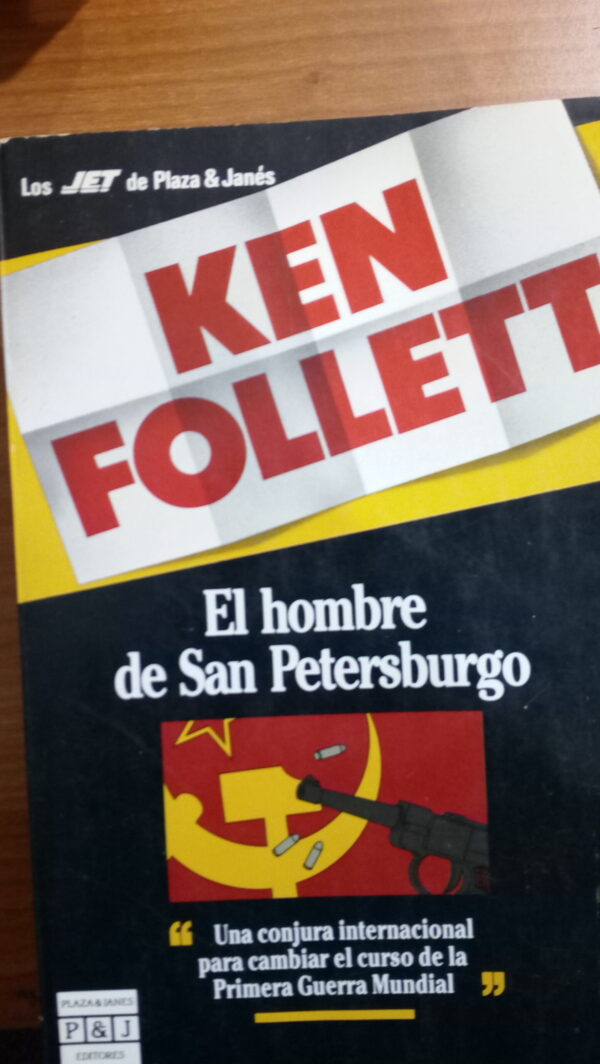 Los JET de Plaza & Janés
KEN
FOLLETT
El hombre
de San Petersburgo
“ Una conjura internacional
para cambiar el curso de la
Primera Guerra Mundial ”
PLAZA & JANES
P & J
EDITORES